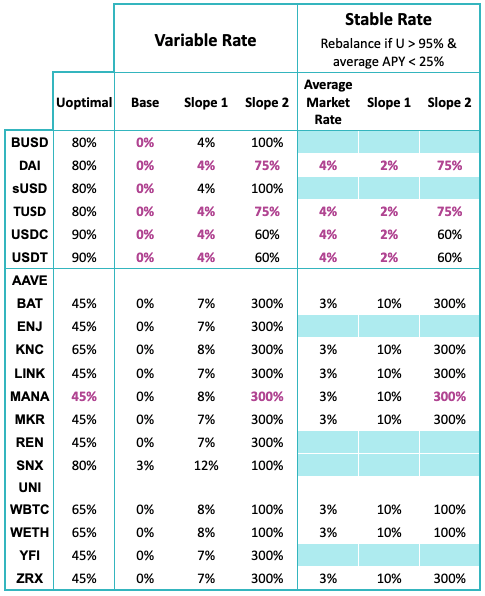 Variable Rate
Stable Rate
Rebalance if U > 95% &
average APY < 25%
Uoptimal Base Slope 1 Slope 2 Average Market Rate Slope 1 Slope 2
BUSD 80% 0% 4% 100%
DAI 80% 0% 4% 75% 4% 2% 75%
sUSD 80% 0% 4% 100%
TUSD 80% 0% 4% 75% 4% 2% 75%
USDC 90% 0% 4% 60% 4% 2% 60%
USDT 90% 0% 4% 60% 4% 2% 60%
AAVE
BAT 45% 0% 7% 300% 3% 10% 300%
ENJ 45% 0% 7% 300%
KNC 65% 0% 8% 300% 3% 10% 300%
LINK 45% 0% 7% 300% 3% 10% 300%
MANA 45% 0% 8% 300% 3% 10% 300%
MKR 45% 0% 7% 300% 3% 10% 300%
REN 45% 0% 7% 300%
SNX 80% 3% 12% 100%
UNI
WBTC 65% 0% 8% 100% 3% 10% 100%
WETH 65% 0% 8% 100% 3% 10% 100%
YFI 45% 0% 7% 300%
ZRX 45% 0% 7% 300% 3% 10% 300%